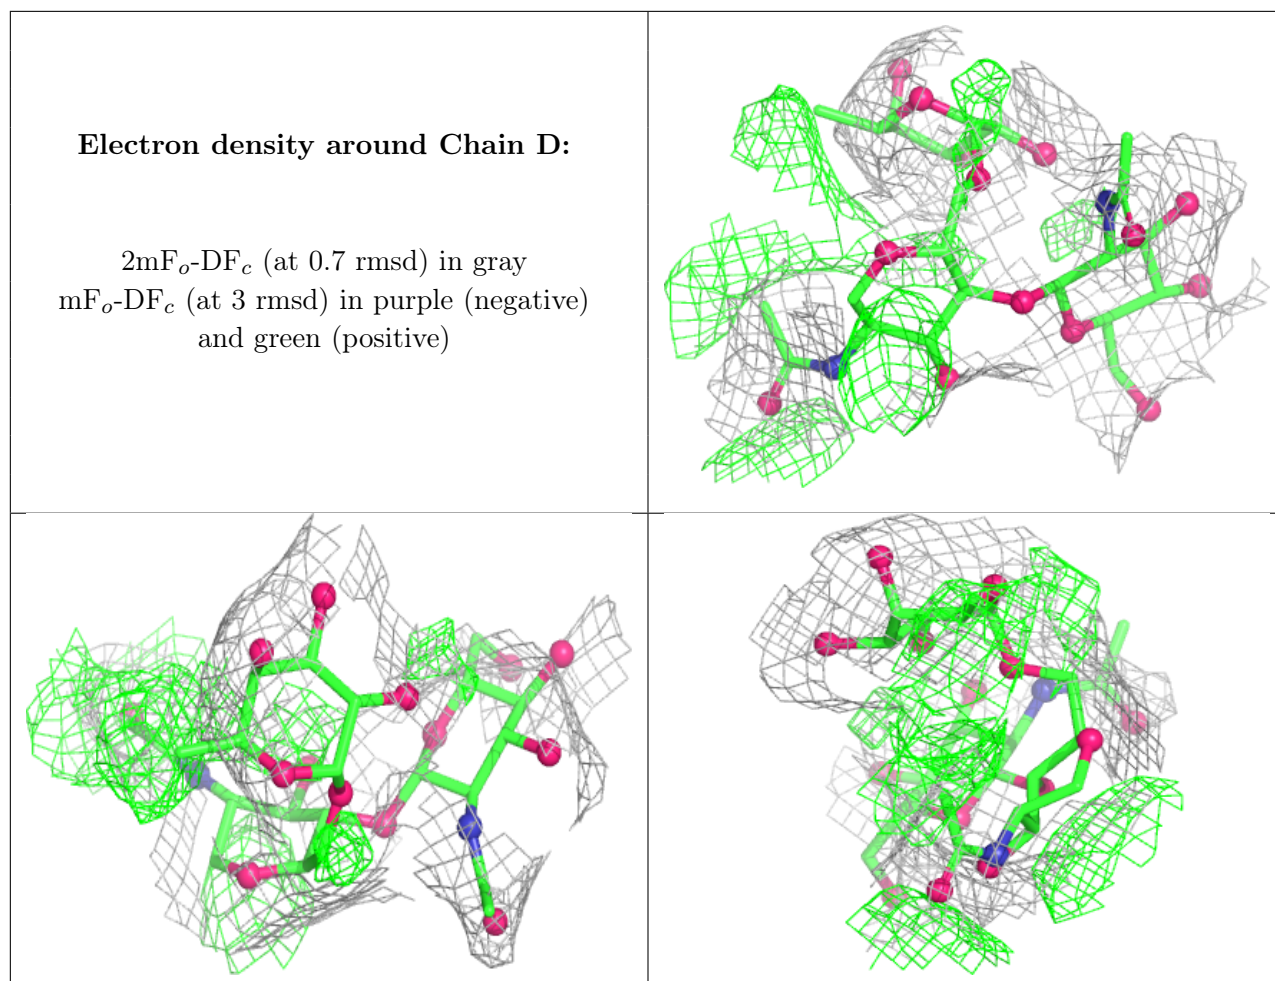 Electron density around Chain D:
2mFo-DFc (at 0.7 rmsd) in gray
mFo-DFc (at 3 rmsd) in purple (negative)
and green (positive)